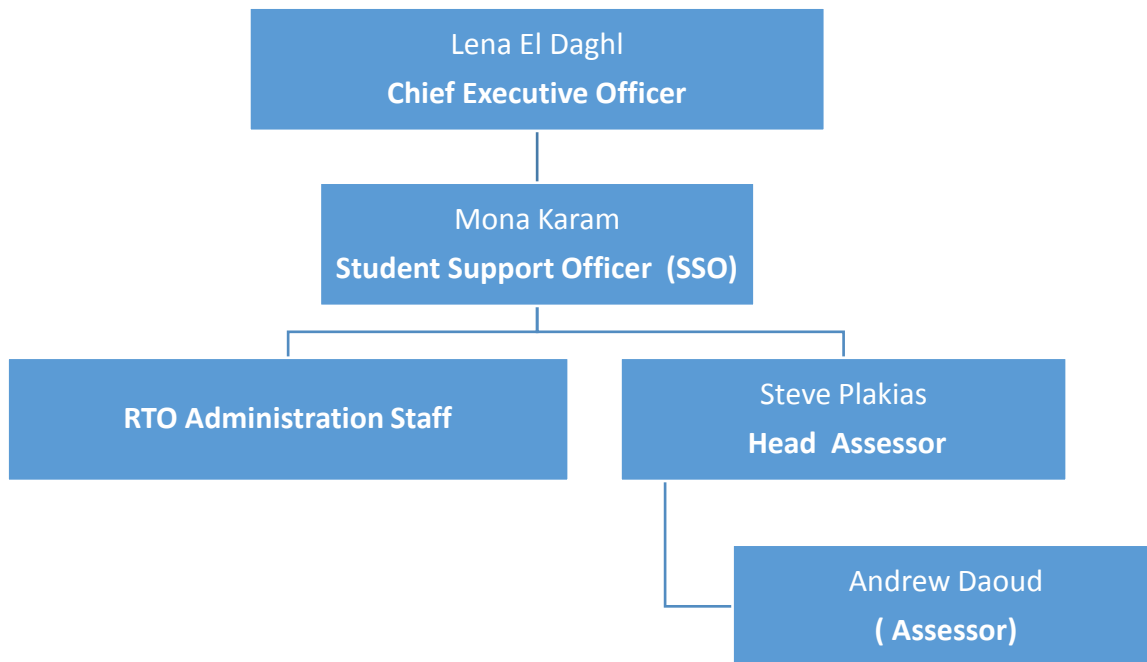 Lena El Daghl
Chief Executive Officer
Mona Karam
Student Support Officer  (SSO)
RTO Administration Staff
Steve Plakias
Head  Assessor
Andrew Daoud
( Assessor)